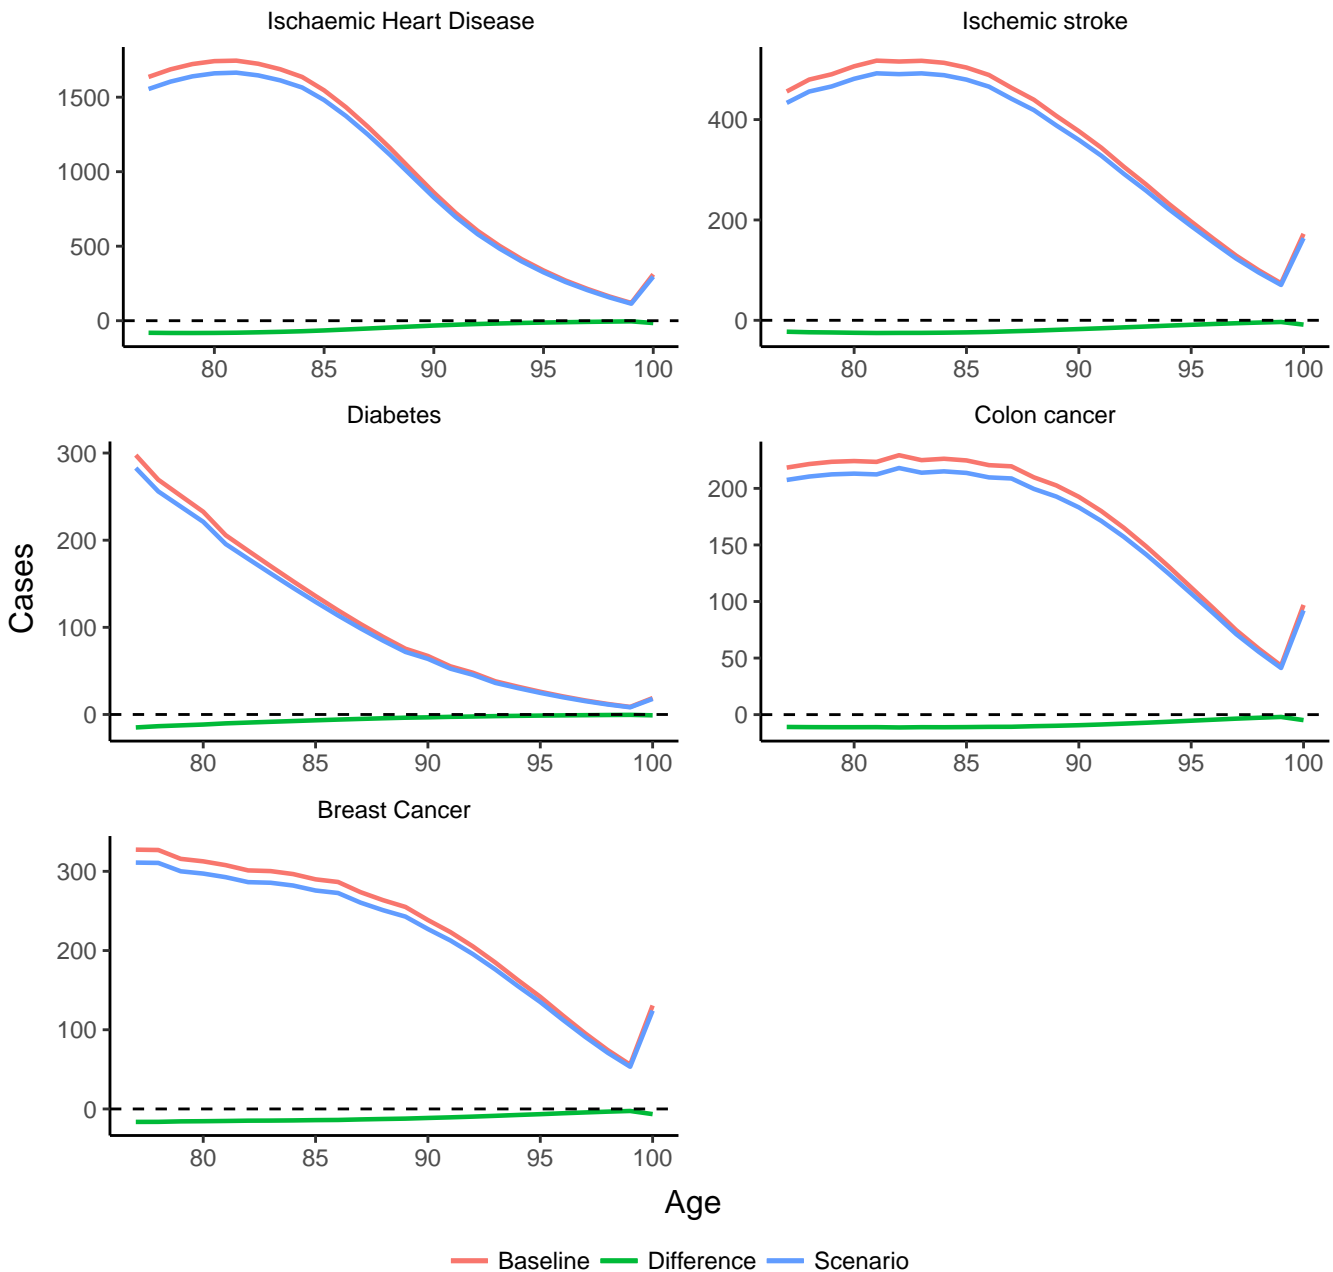 Ischaemic Heart Disease
Ischemic stroke
1500
1000
500
0
80 85 90 95 100
400
200
0
80 85 90 95 100
Diabetes
Colon cancer
300
200
100
0
80 85 90 95 100
200
150
100
50
0
80 85 90 95 100
Cases
Breast Cancer
300
200
100
0
80 85 90 95 100
Age
Baseline Difference Scenario